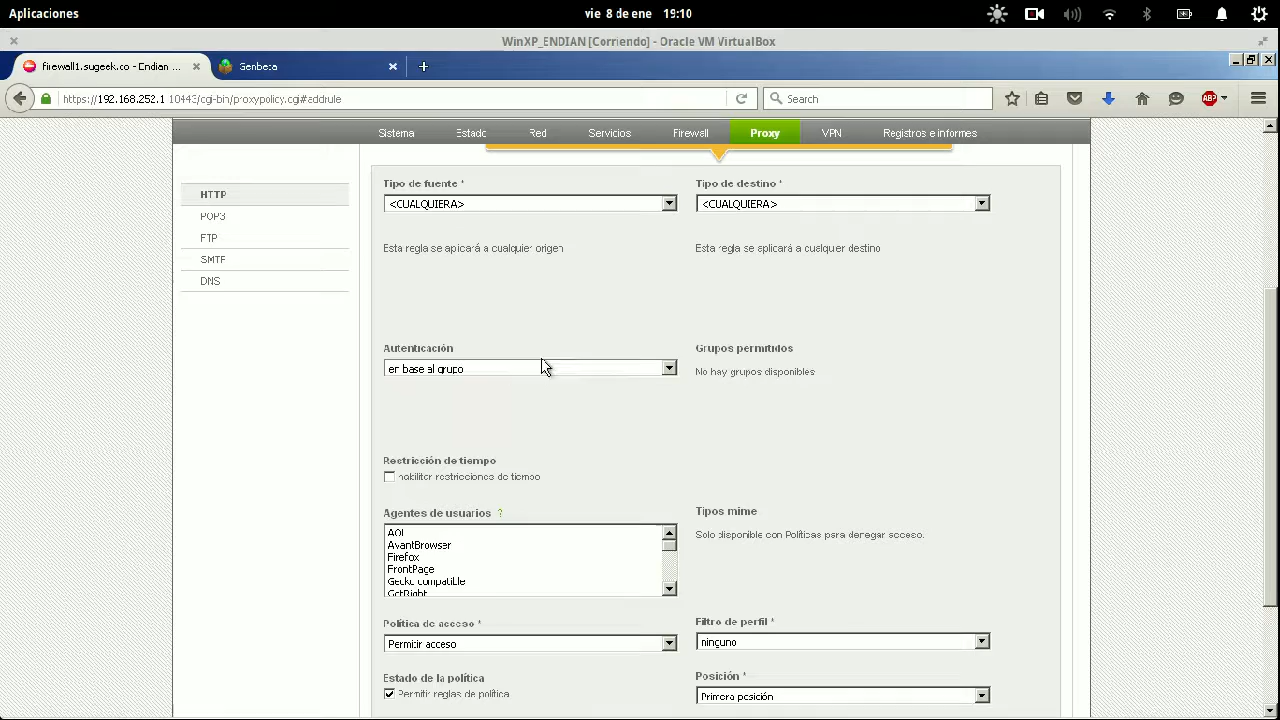 Aplicaciones
vie 8 de ene 19:10
WinXP_ENDIAN [Corriendo] - Oracle VM VirtualBox
firewall1.sugeek.co - Endian ...
Genbeta
https://192.168.252.1:10443/cgi-bin/proxypolicy.cgi#addrule
Search
ABP
Sistema
Estado
Red
Servicios
Firewall
Proxy
VPN
Registros e informes
HTTP
POP3
FTP
SMTP
DNS
Tipo de fuente *
Tipo de destino *
<CUALQUIERA>
<CUALQUIERA>
Esta regla se aplicará a cualquier origen
Esta regla se aplicará a cualquier destino
Autenticación
Grupos permitidos
en base al grupo
No hay grupos disponibles
Restricción de tiempo
habilitar restricciones de tiempo
Agentes de usuarios ?
Tipos mime
AOL
Solo disponible con Políticas para denegar acceso.
AvantBrowser
Firefox
FrontPage
Gecko compatible
GetRight
Política de acceso *
Filtro de perfil *
Permitir acceso
ninguno
Estado de la política
Posición *
Permitir reglas de política
Primera posición